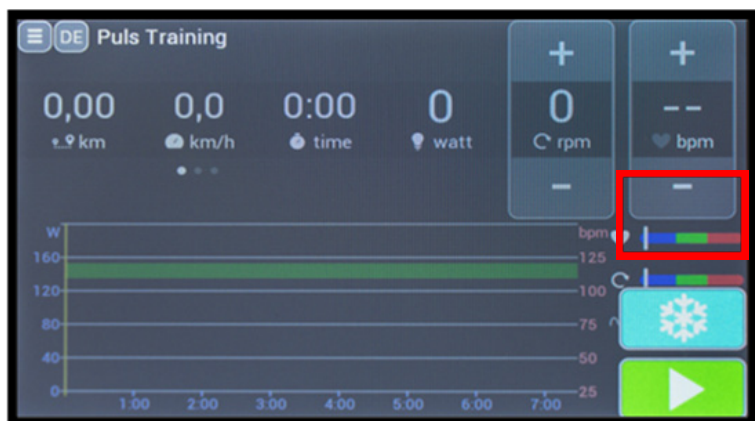 DE Puls Training
+ +
0,00 0,0 0:00 0 0 --
km km/h time watt rpm bpm
- -
W bpm
160 125
120 100
80 75
40 50
0 25
1:00 2:00 3:00 4:00 5:00 6:00 7:00